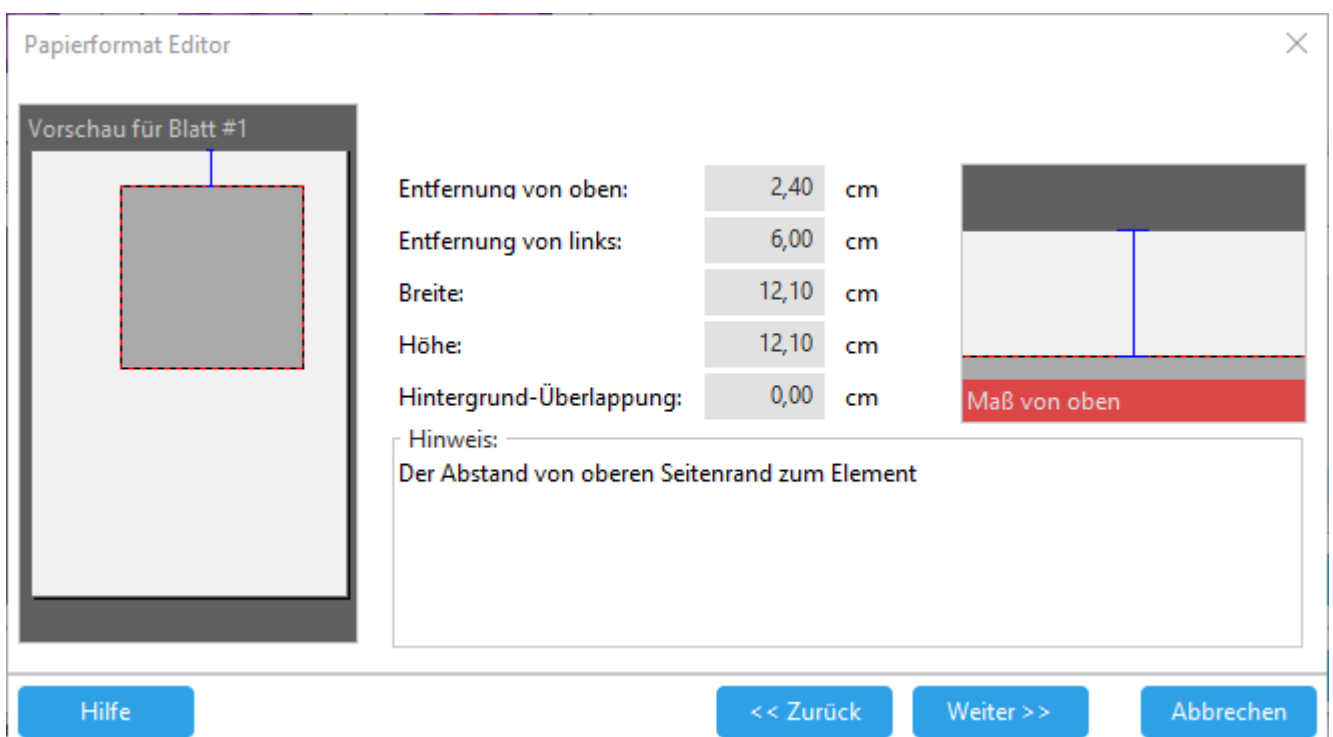 Papierformat Editor
Vorschau für Blatt #1
Entfernung von oben: 2,40 cm
Entfernung von links: 6,00 cm
Breite: 12,10 cm
Höhe: 12,10 cm
Hintergrund-Überlappung: 0,00 cm
Maß von oben
Hinweis:
Der Abstand von oberen Seitenrand zum Element
Hilfe
<< Zurück
Weiter >>
Abbrechen